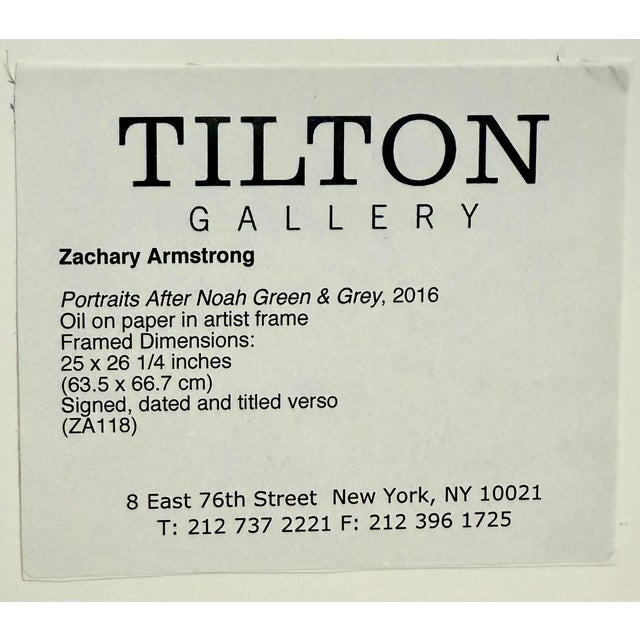 TILTON
GALLERY
Zachary Armstrong
Portraits After Noah Green & Grey, 2016
Oil on paper in artist frame
Framed Dimensions:
25 x 26 1/4 inches
(63.5 x 66.7 cm)
Signed, dated and titled verso
(ZA118)
8 East 76th Street New York, NY 10021
T: 212 737 2221 F: 212 396 1725